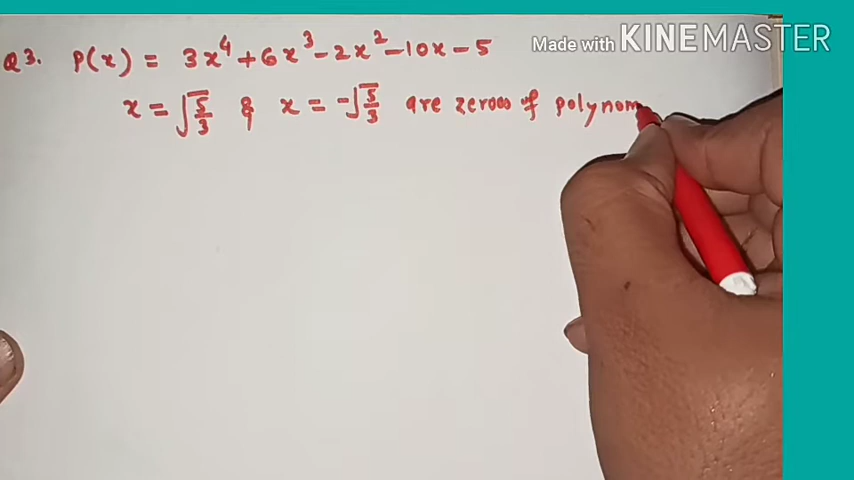 Made with KINEMASTER
Q3. P(x) = 3x⁴+6x³-2x²-10x-5
x = √5/3 & x = -√5/3 are zeroes of polynom